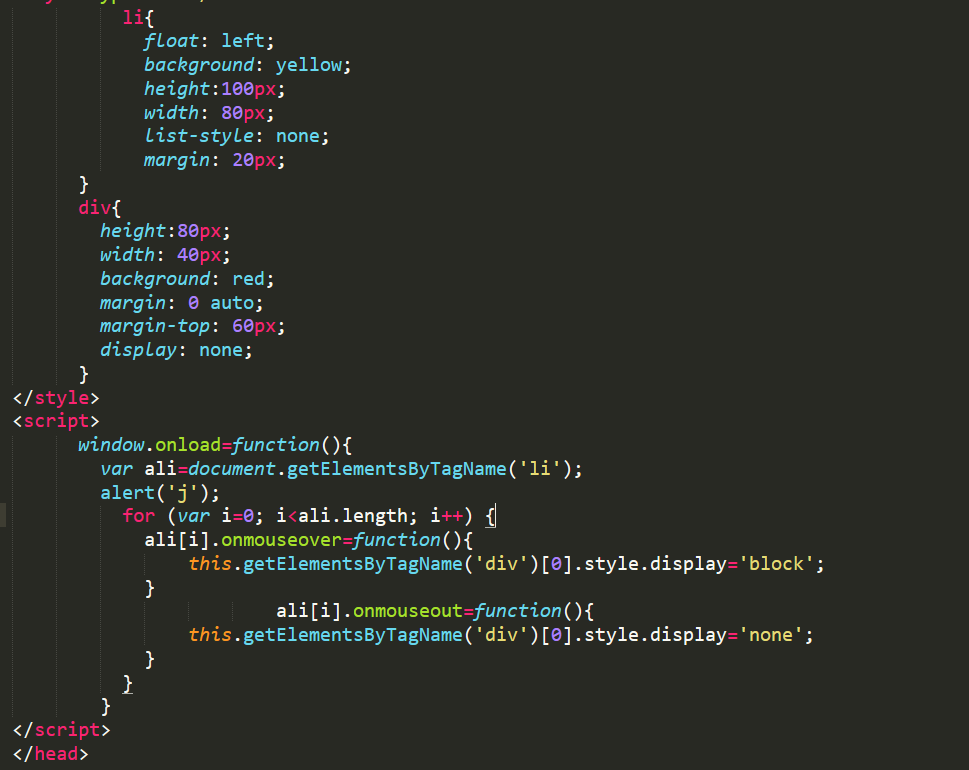 li{
float: left;
background: yellow;
height:100px;
width: 80px;
list-style: none;
margin: 20px;
}
div{
height:80px;
width: 40px;
background: red;
margin: 0 auto;
margin-top: 60px;
display: none;
}
</style>
<script>
window.onload=function(){
var ali=document.getElementsByTagName('li');
alert('j');
for (var i=0; i<ali.length; i++) {
ali[i].onmouseover=function(){
this.getElementsByTagName('div')[0].style.display='block';
}
ali[i].onmouseout=function(){
this.getElementsByTagName('div')[0].style.display='none';
}
}
}
</script>
</head>